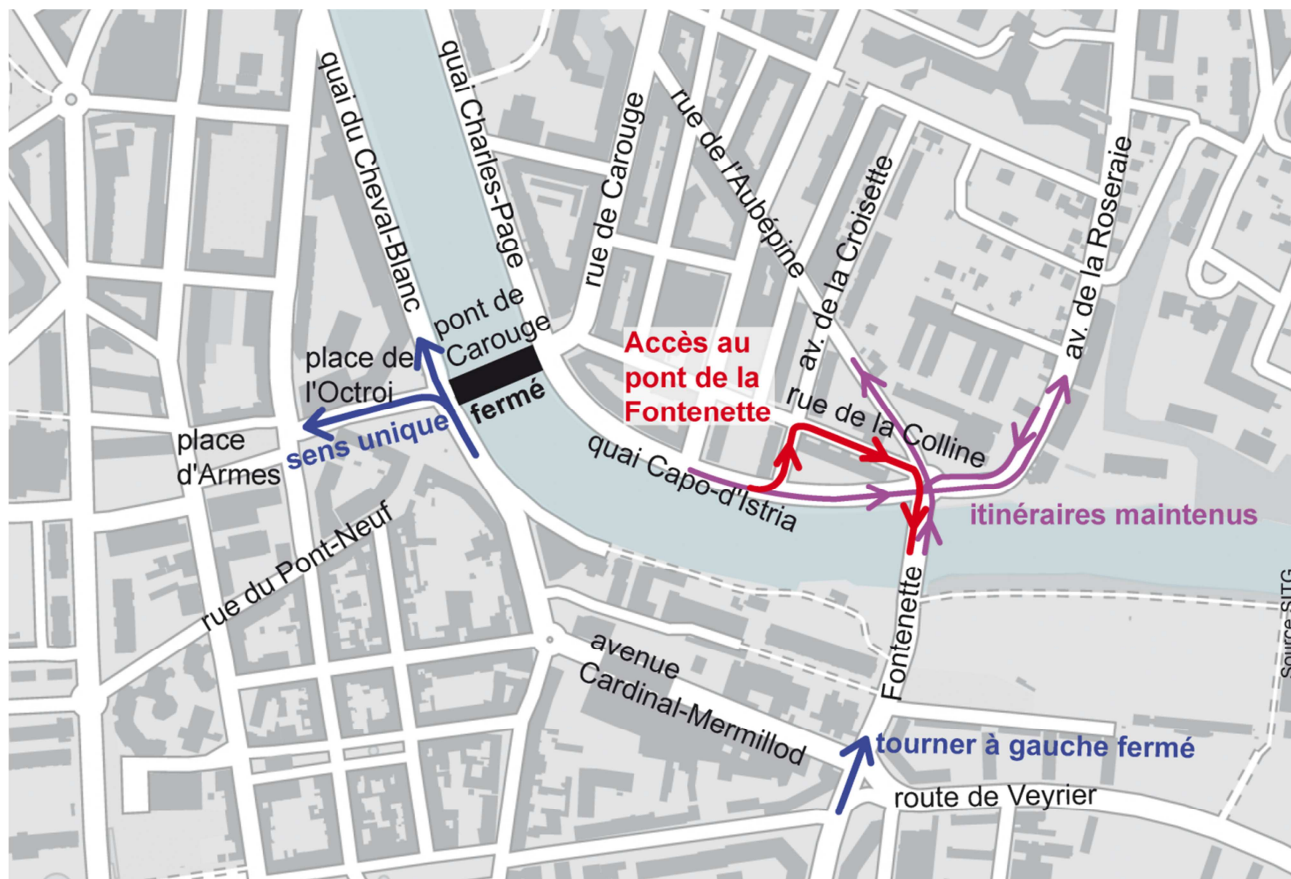 quai du Cheval-Blanc
quai Charles-Page
rue de Carouge
rue de l'Aubépine
av. de la Croisette
av. de la Roseraie
pont de
Carouge
fermé
place de
l'Octroi
sens unique
place
d'Armes
rue du Pont-Neuf
Accès au
pont de la
Fontenette
rue de la Colline
quai Capo-d'Istria
itinéraires maintenus
Fontenette
avenue
Cardinal-Mermillod
tourner à gauche fermé
route de Veyrier
Source SITG